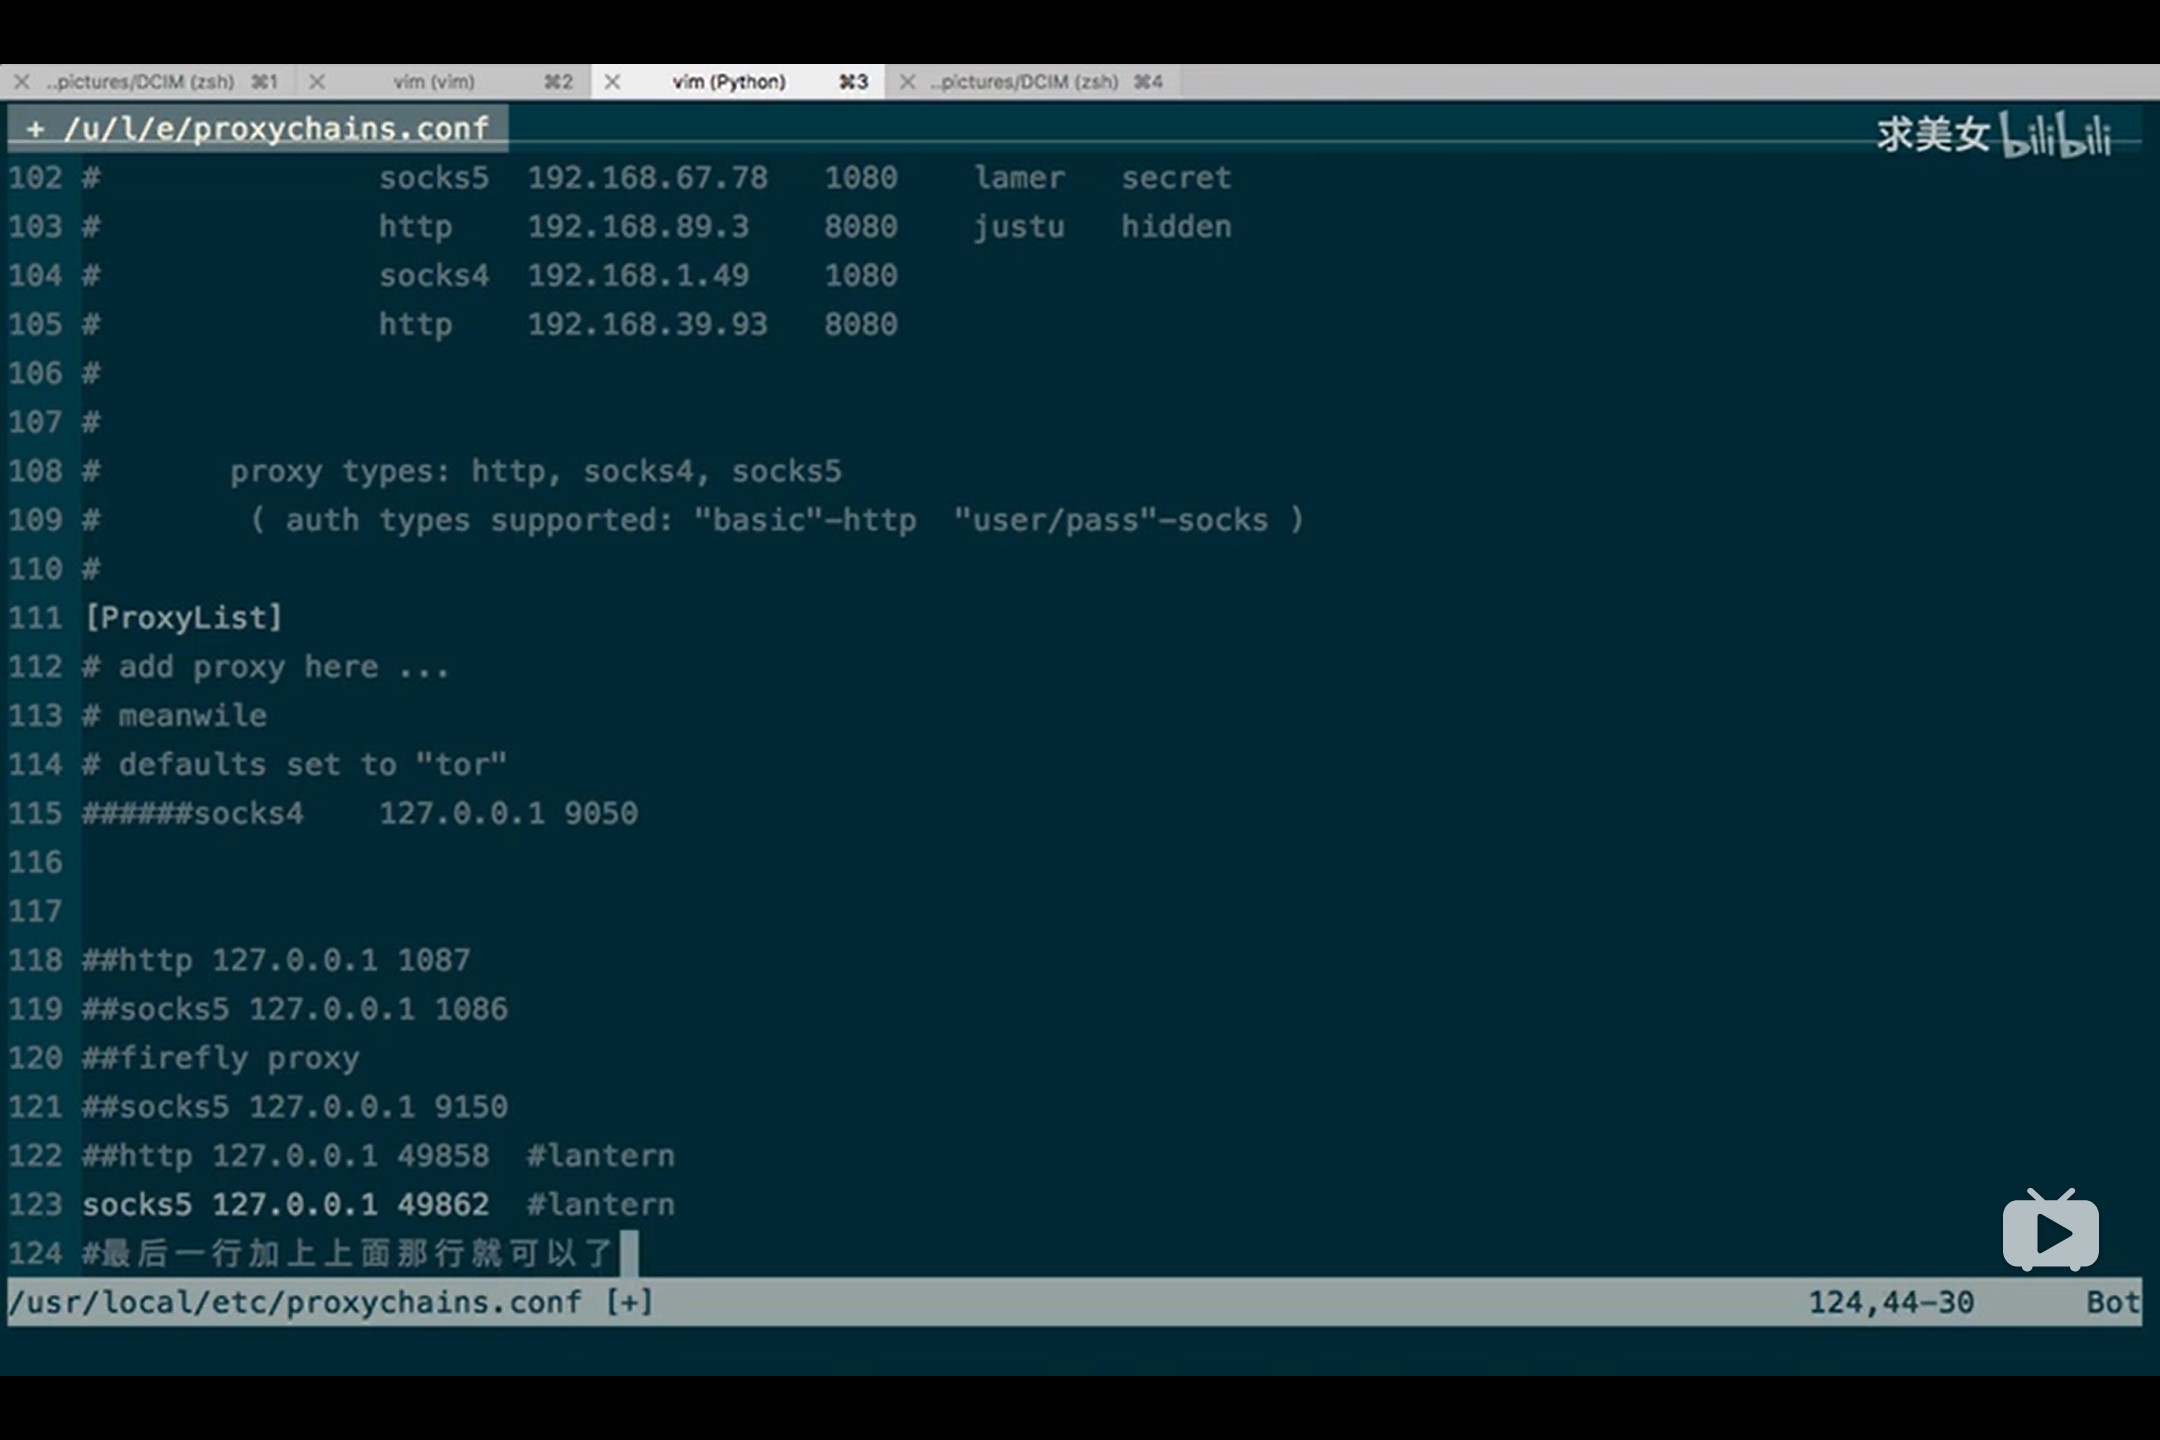 ..pictures/DCIM (zsh) ⌘1 vim (vim) ⌘2 vim (Python) ⌘3 ..pictures/DCIM (zsh) ⌘4
+ /u/l/e/proxychains.conf
求美女 bilibili
102 # socks5 192.168.67.78 1080 lamer secret
103 # http 192.168.89.3 8080 justu hidden
104 # socks4 192.168.1.49 1080
105 # http 192.168.39.93 8080
106 #
107 #
108 # proxy types: http, socks4, socks5
109 # ( auth types supported: "basic"-http "user/pass"-socks )
110 #
111 [ProxyList]
112 # add proxy here ...
113 # meanwile
114 # defaults set to "tor"
115 ######socks4 127.0.0.1 9050
116
117
118 ##http 127.0.0.1 1087
119 ##socks5 127.0.0.1 1086
120 ##firefly proxy
121 ##socks5 127.0.0.1 9150
122 ##http 127.0.0.1 49858 #lantern
123 socks5 127.0.0.1 49862 #lantern
124 #最后一行加上上面那行就可以了
/usr/local/etc/proxychains.conf [+] 124,44-30 Bot